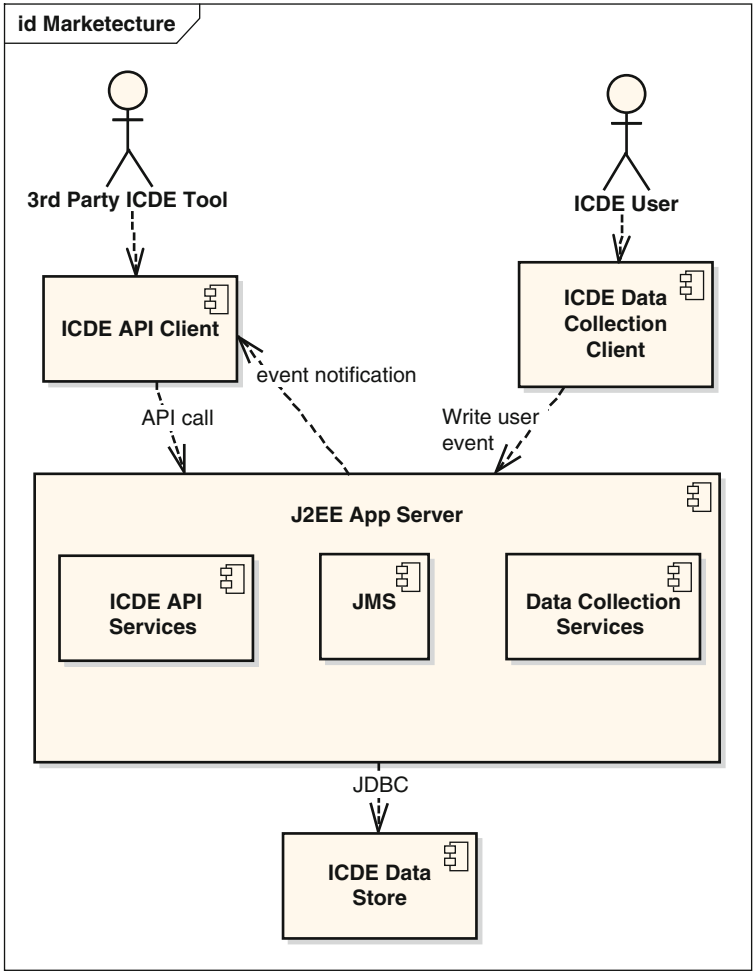 id Marketecture
3rd Party ICDE Tool
ICDE User
ICDE API Client
ICDE Data
Collection
Client
event notification
API call
Write user
event
J2EE App Server
ICDE API
Services
JMS
Data Collection
Services
JDBC
ICDE Data
Store